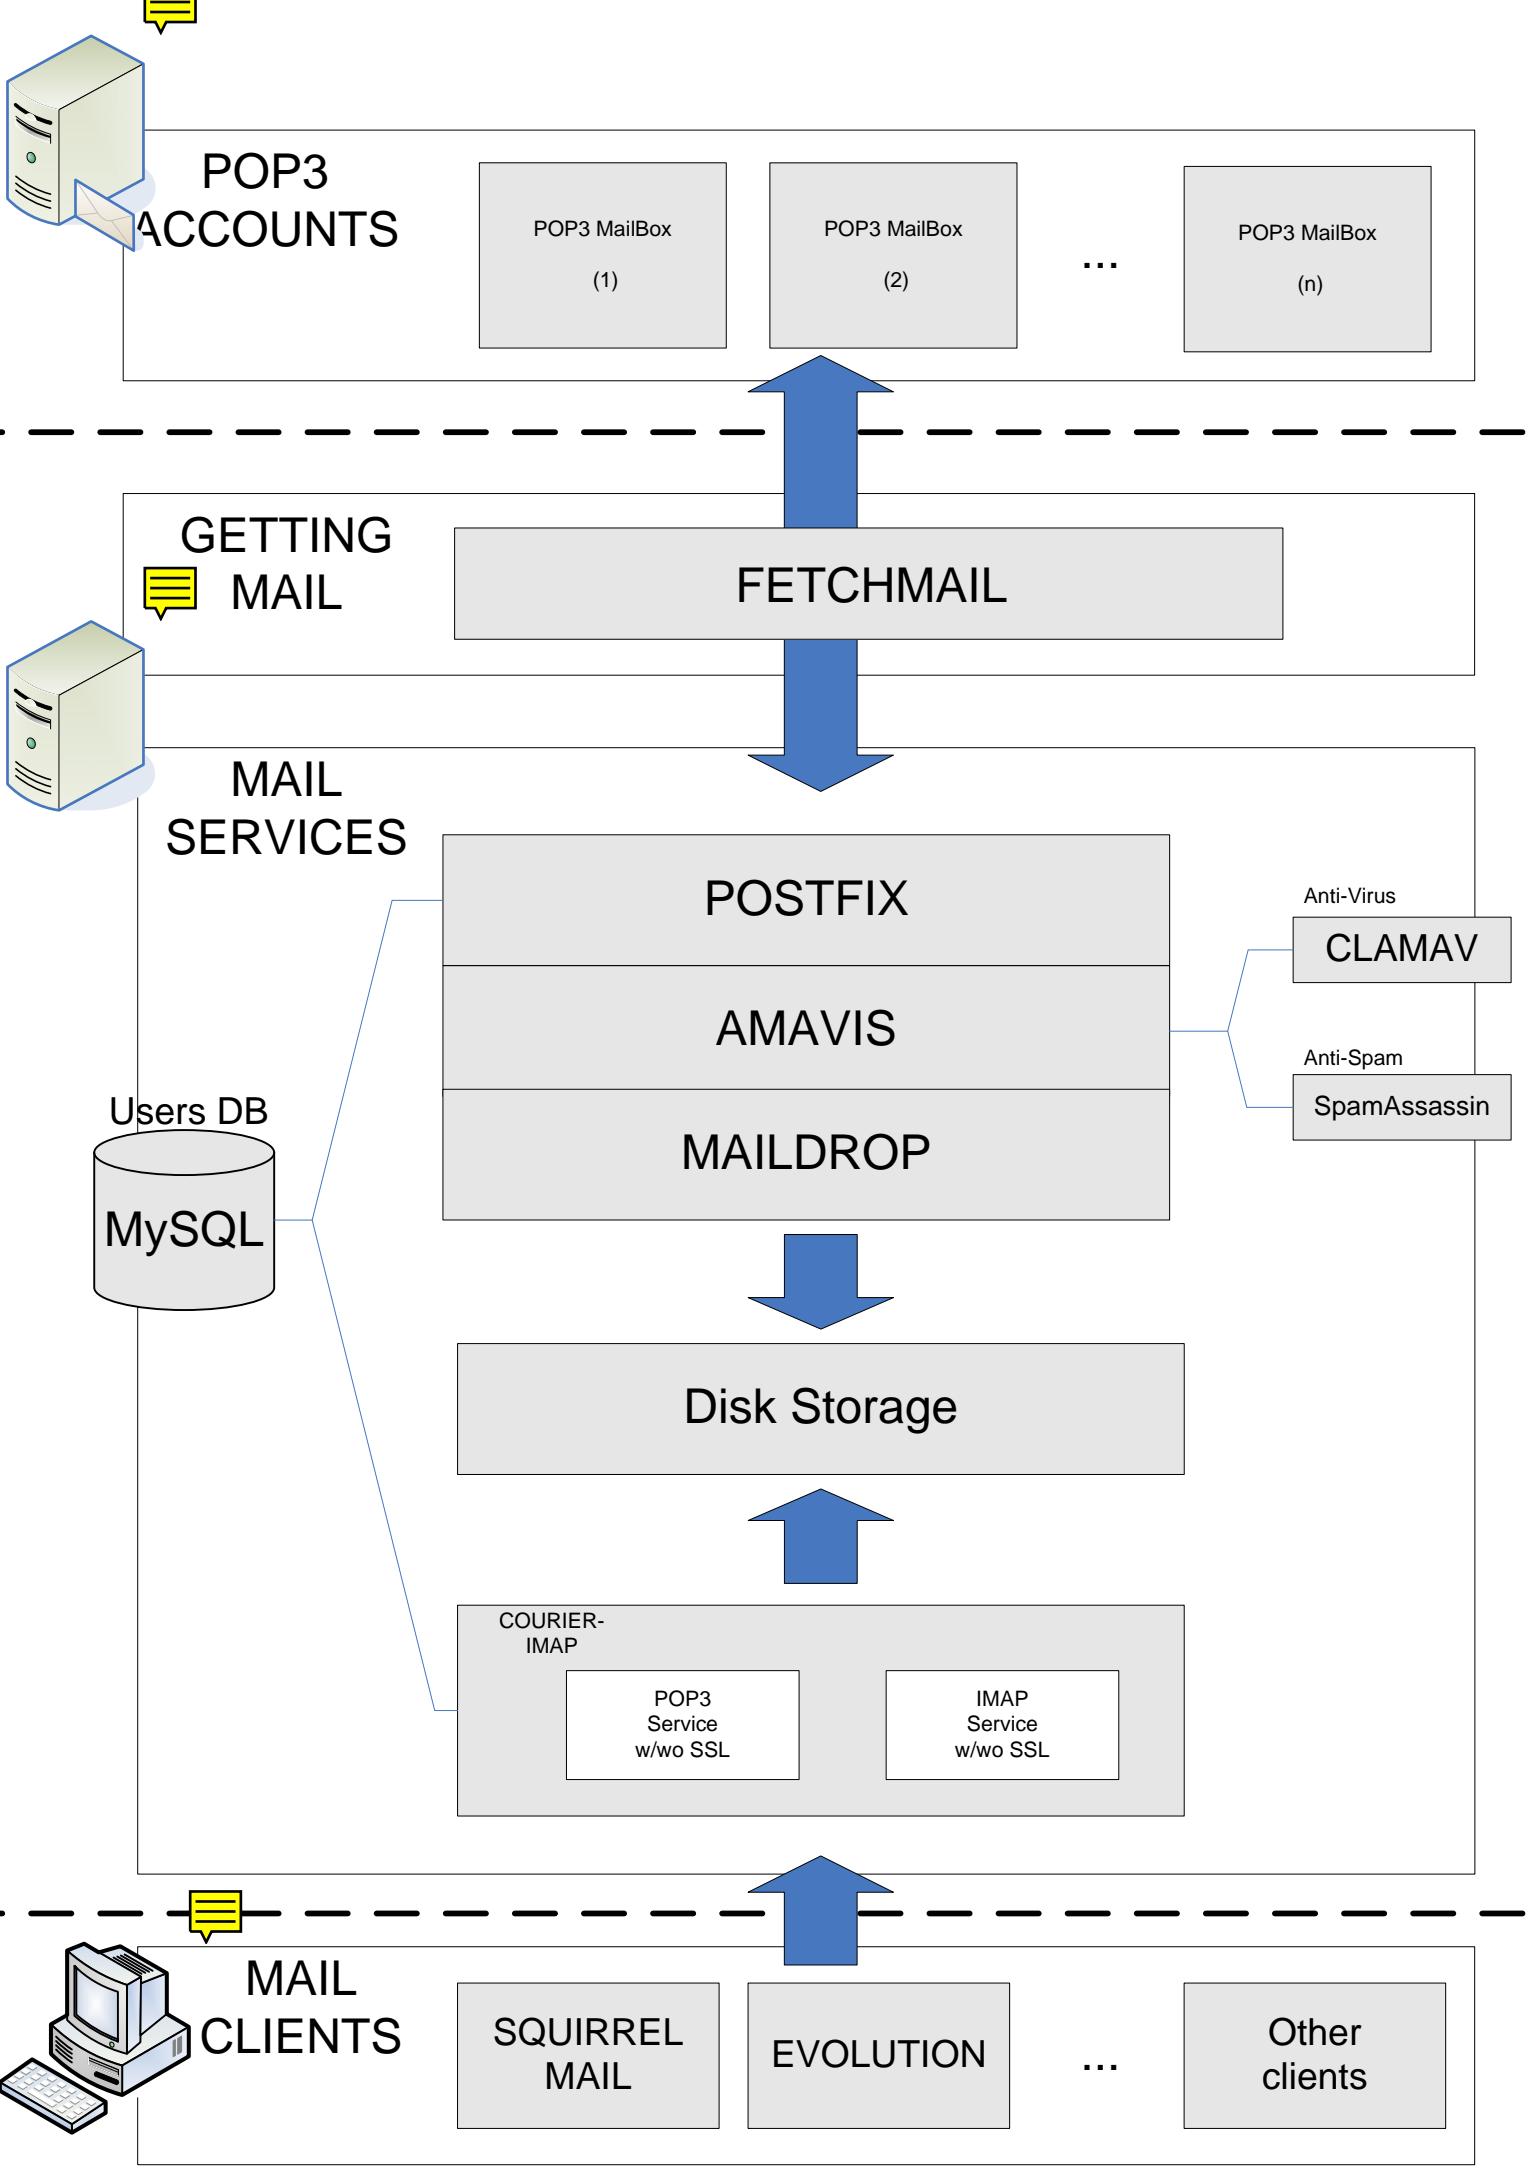 POP3
ACCOUNTS
POP3 MailBox
(1)
POP3 MailBox
(2)
...
POP3 MailBox
(n)
GETTING
MAIL
FETCHMAIL
MAIL
SERVICES
POSTFIX
AMAVIS
MAILDROP
Anti-Virus
CLAMAV
Anti-Spam
SpamAssassin
Users DB
MySQL
Disk Storage
COURIER-
IMAP
POP3
Service
w/wo SSL
IMAP
Service
w/wo SSL
MAIL
CLIENTS
SQUIRREL
MAIL
EVOLUTION
...
Other
clients